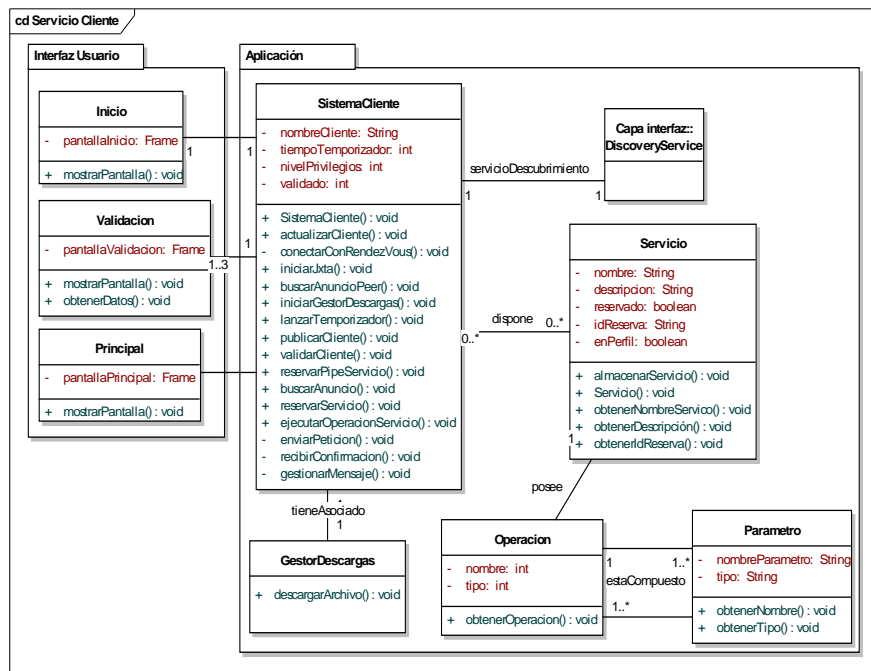 cd Servicio Cliente
Interfaz Usuario
Inicio
- pantallaInicio: Frame
+ mostrarPantalla() : void
Validacion
- pantallaValidacion: Frame
+ mostrarPantalla() : void
+ obtenerDatos() : void
Principal
- pantallaPrincipal: Frame
+ mostrarPantalla() : void
Aplicación
SistemaCliente
- nombreCliente: String
- tiempoTemporizador: int
- nivelPrivilegios: int
- validado: int
+ SistemaCliente() : void
+ actualizarCliente() : void
- conectarConRendezVous() : void
+ iniciarJxta() : void
+ buscarAnuncioPeer() : void
+ iniciarGestorDescargas() : void
+ lanzarTemporizador() : void
+ publicarCliente() : void
+ validarCliente() : void
+ reservarPipeServicio() : void
+ buscarAnuncio() : void
+ reservarServicio() : void
+ ejecutarOperacionServicio() : void
- enviarPeticion() : void
- recibirConfirmacion() : void
- gestionarMensaje() : void
1
1
1..3
1
servicioDescubrimiento
1
1
Capa interfaz::
DiscoveryService
Servicio
- nombre: String
- descripcion: String
- reservado: boolean
- idReserva: String
- enPerfil: boolean
+ almacenarServicio() : void
+ Servicio() : void
+ obtenerNombreServico() : void
+ obtenerDescripción() : void
+ obtenerIdReserva() : void
dispone
0..*
0..*
1
posee
1
tieneAsociado
1
GestorDescargas
+ descargarArchivo() : void
Operacion
- nombre: int
- tipo: int
+ obtenerOperacion() : void
1
1..*
estaCompuesto
1..*
Parametro
- nombreParametro: String
- tipo: String
+ obtenerNombre() : void
+ obtenerTipo() : void